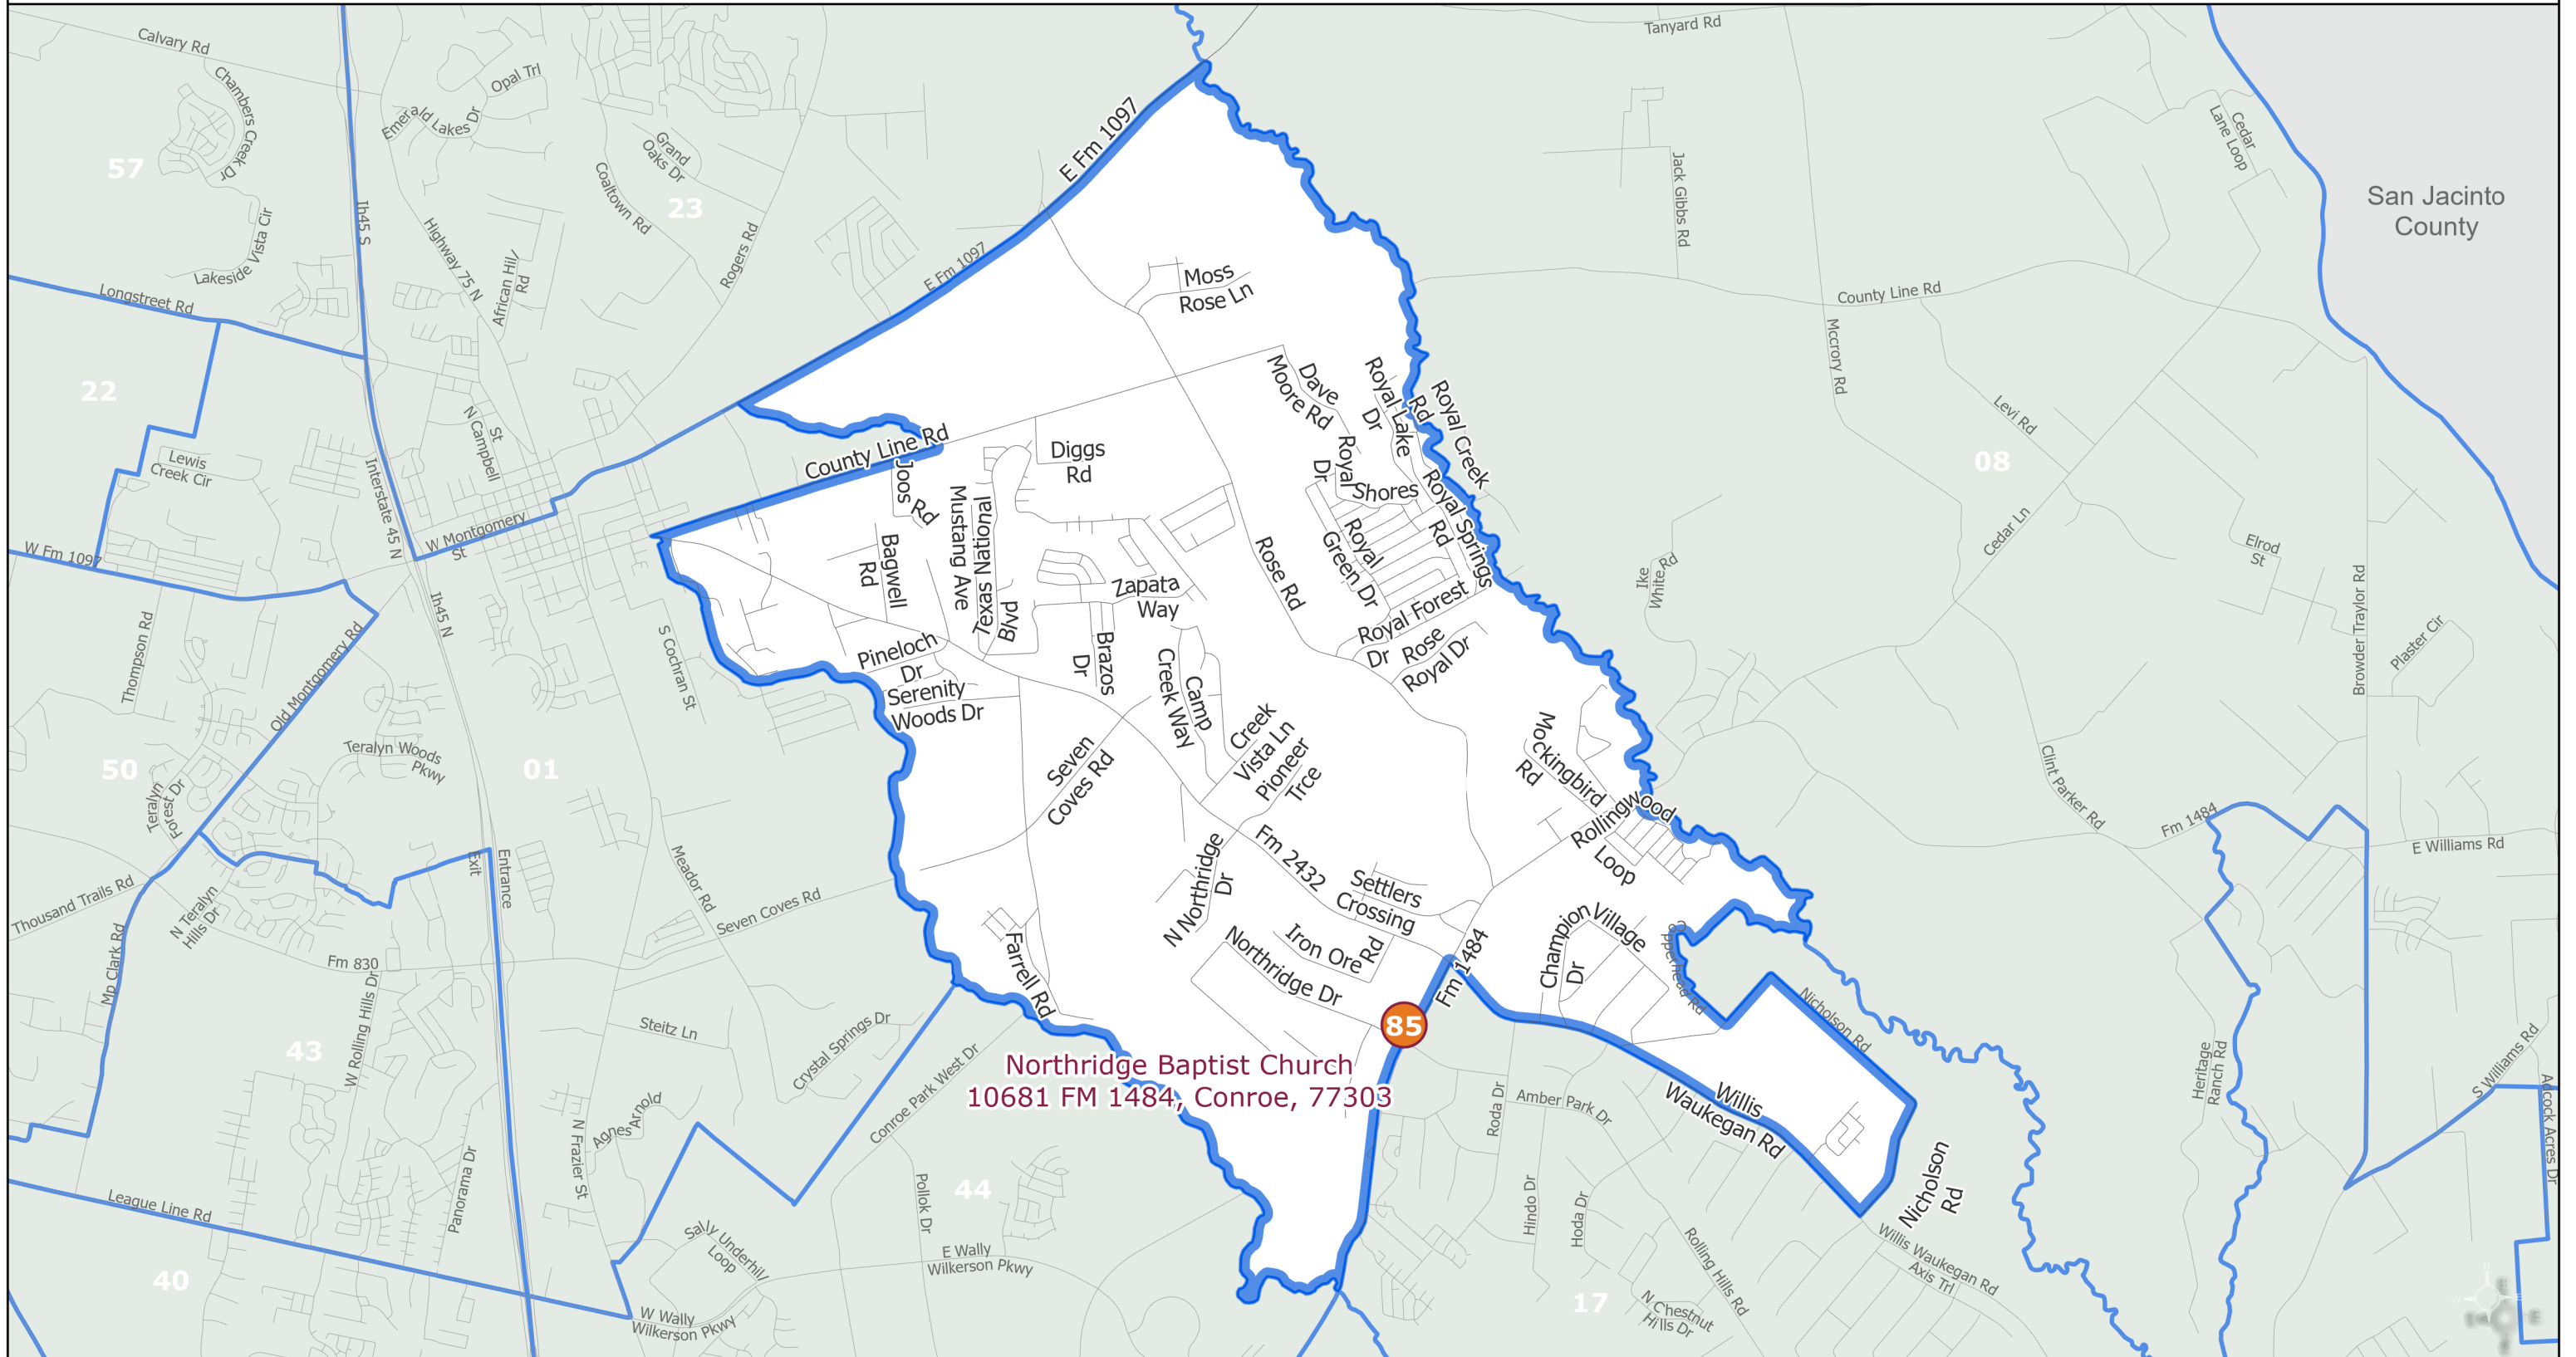 Calvary Rd
Chambers Creek Dr
Opal Trl
Emerald Lakes Dr
Grand
Oaks Dr
Tanyard Rd
Cedar
Lane Loop
San Jacinto
County
57
23
Ih45 S
Coaltown Rd
Highway 75 N
African Hill
Rd
Rogers Rd
Lakeside Vista Cir
Longstreet Rd
E Fm 1097
E Fm 1097
Jack Gibbs Rd
County Line Rd
Mccrory Rd
Moss
Rose Ln
Dave
Moore Rd
Royal Lake
Dr
Royal Creek
Rd
22
N Campbell
St
Levi Rd
08
Lewis
Creek Cir
Interstate 45 N
County Line Rd
Joos
Rd
Diggs
Rd
Royal
Shores
Dr
Royal Springs
Rd
Mustang Ave
Texas National
Blvd
W Montgomery
St
W Fm 1097
Bagwell
Rd
Royal
Green Dr
Rose Rd
Zapata
Way
Royal Forest
Dr
Rose
Royal Dr
Ike
White Rd
Cedar Ln
Elrod
St
Browder Traylor Rd
Plaster Cir
Ih45 N
Thompson Rd
Old Montgomery Rd
S Cochran St
Pineloch
Dr
Serenity
Woods Dr
Brazos
Dr
Camp
Creek Way
Creek
Vista Ln
Pioneer
Trce
Seven
Coves Rd
Mockingbird
Rd
Rollingwood
Loop
Clint Parker Rd
Fm 1484
E Williams Rd
50
Teralyn Woods
Pkwy
01
Teralyn
Forest Dr
Exit
Entrance
Meador Rd
Seven Coves Rd
N Northridge
Dr
Fm 2432
Settlers
Crossing
Iron Ore
Rd
Northridge Dr
Champion Village
Dr
Copperhead Rd
Nicholson Rd
Fm 1484
Thousand Trails Rd
N Teralyn
Hills Dr
Mp Clark Rd
Fm 830
W Rolling Hills Dr
Farrell Rd
Steitz Ln
Crystal Springs Dr
Conroe Park West Dr
43
85
Northridge Baptist Church
10681 FM 1484, Conroe, 77303
Willis
Waukegan Rd
Roda Dr
Amber Park Dr
Heritage
Ranch Rd
S Williams Rd
Adcock Acres Dr
Agnes Arnold
N Frazier St
Panorama Dr
League Line Rd
44
Pollok Dr
Sally Underhill
Loop
E Wally
Wilkerson Pkwy
W Wally
Wilkerson Pkwy
40
Hindo Dr
Hoda Dr
Rolling Hills Rd
Nicholson
Rd
Willis Waukegan Rd
Axis Trl
17
N Chestnut
Hills Dr